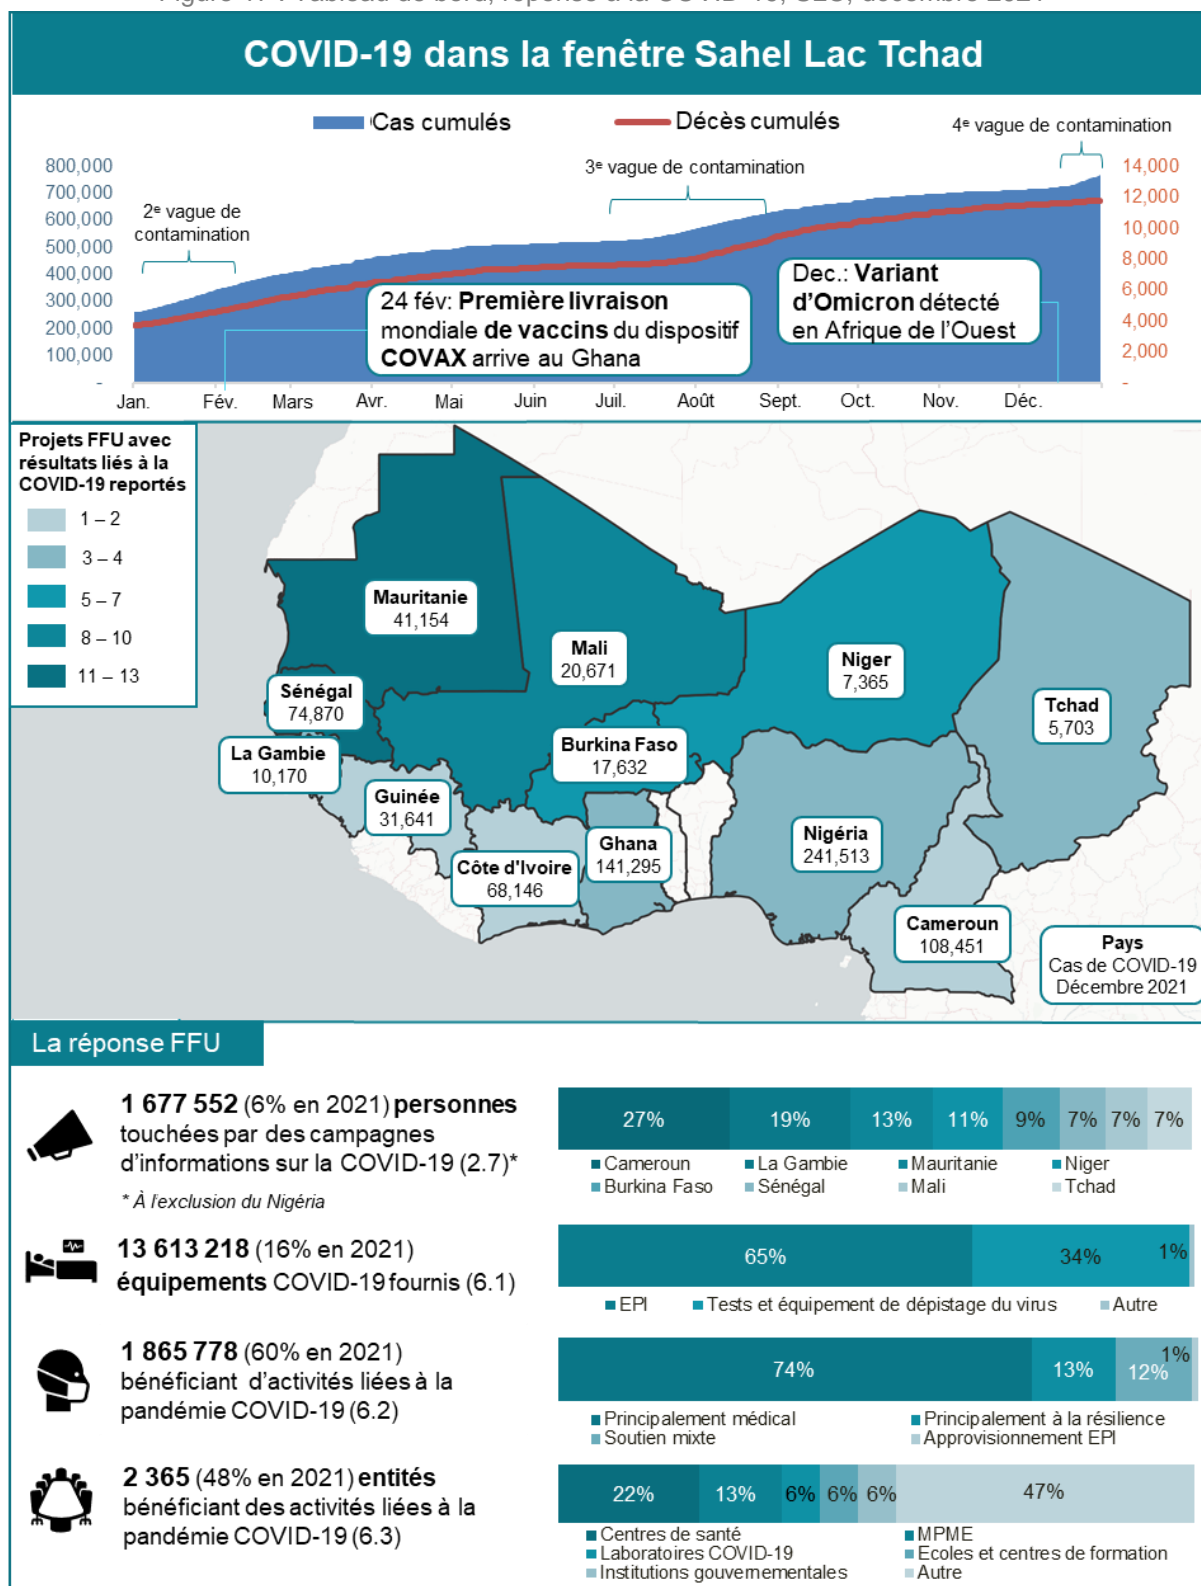 COVID-19 dans la fenêtre Sahel Lac Tchad
Cas cumulés
Décès cumulés
4e vague de contamination
3e vague de contamination
2e vague de
contamination
800,000
700,000
600,000
500,000
400,000
300,000
200,000
100,000
-
14,000
12,000
10,000
8,000
6,000
4,000
2,000
-
24 fév: Première livraison
mondiale de vaccins du dispositif
COVAX arrive au Ghana
Dec.: Variant
d'Omicron détecté
en Afrique de l'Ouest
Jan. Fév. Mars Avr. Mai Juin Juil. Août Sept. Oct. Nov. Déc.
Projets FFU avec
résultats liés à la
COVID-19 reportés
1 – 2
3 – 4
5 – 7
8 – 10
11 – 13
Mauritanie
41,154
Mali
20,671
Niger
7,365
Tchad
5,703
Sénégal
74,870
La Gambie
10,170
Burkina Faso
17,632
Guinée
31,641
Ghana
141,295
Nigéria
241,513
Côte d'Ivoire
68,146
Cameroun
108,451
Pays
Cas de COVID-19
Décembre 2021
La réponse FFU
1 677 552 (6% en 2021) personnes
touchées par des campagnes
d'informations sur la COVID-19 (2.7)*
* À l'exclusion du Nigéria
27% 19% 13% 11% 9% 7% 7% 7%
Cameroun La Gambie Mauritanie Niger
Burkina Faso Sénégal Mali Tchad
13 613 218 (16% en 2021)
équipements COVID-19 fournis (6.1)
65% 34% 1%
EPI Tests et équipement de dépistage du virus Autre
1 865 778 (60% en 2021)
bénéficiant d'activités liées à la
pandémie COVID-19 (6.2)
74% 13% 12% 1%
Principalement médical Principalement à la résilience
Soutien mixte Approvisionnement EPI
2 365 (48% en 2021) entités
bénéficiant des activités liées à la
pandémie COVID-19 (6.3)
22% 13% 6% 6% 6% 47%
Centres de santé MPME
Laboratoires COVID-19 Ecoles et centres de formation
Institutions gouvernementales Autre